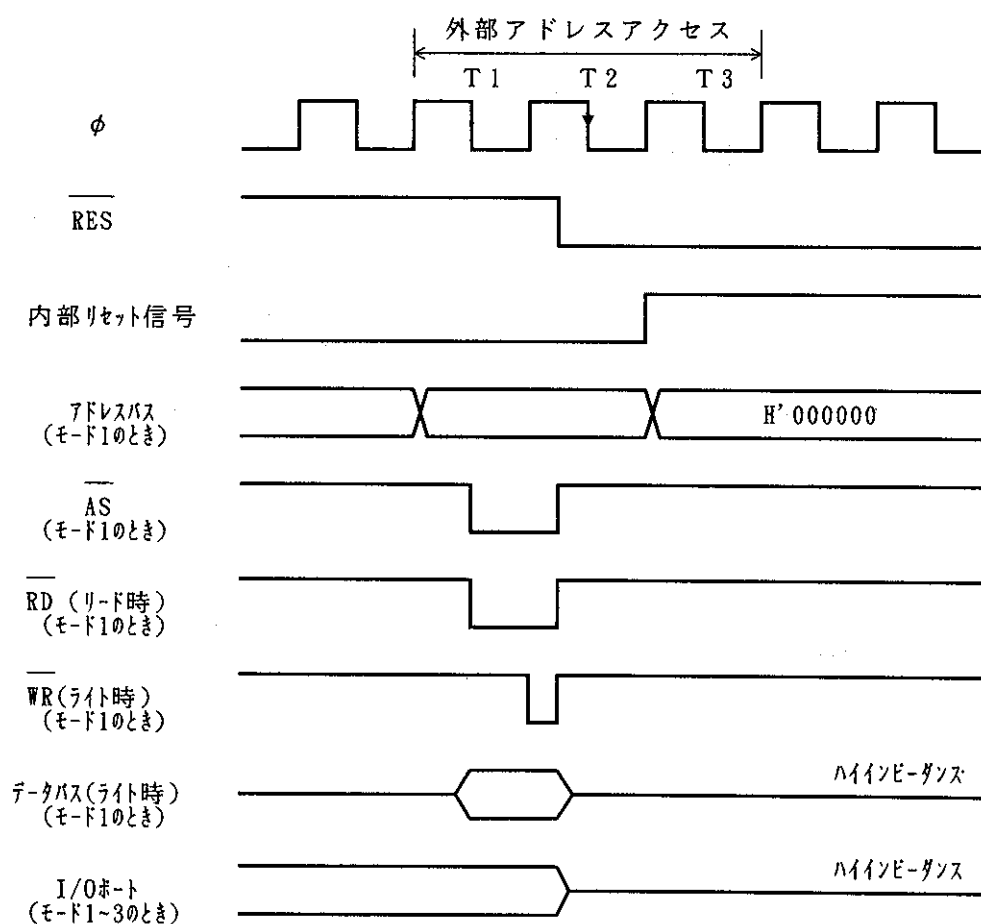 外部アドレスアクセス
T1 T2 T3
φ
RES
内部リセット信号
アドレスバス
(モード1のとき)
H'000000
AS
(モード1のとき)
RD (リード時)
(モード1のとき)
WR(ライト時)
(モード1のとき)
データバス(ライト時)
(モード1のとき)
ハイインピーダンス
I/Oポート
(モード1~3のとき)
ハイインピーダンス